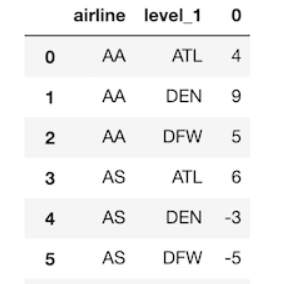 airline level_1 0
0 AA ATL 4
1 AA DEN 9
2 AA DFW 5
3 AS ATL 6
4 AS DEN -3
5 AS DFW -5